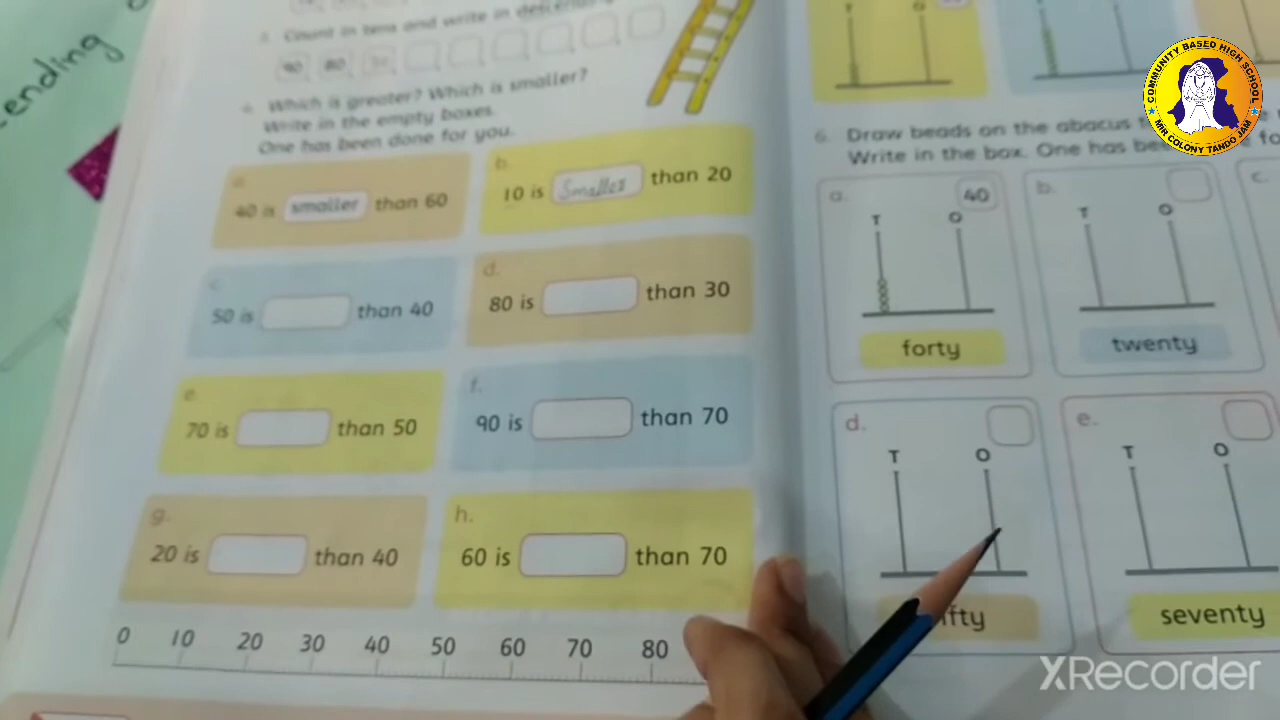 ending
5. Count in tens and write in
90 80
Which is greater? Which is smaller?
Write in the empty boxes.
One has been done for you.
a.
40 is smaller than 60
b.
10 is Smaller than 20
c.
50 is than 40
d.
80 is than 30
e.
70 is than 50
f.
90 is than 70
g.
20 is than 40
h.
60 is than 70
0 10 20 30 40 50 60 70 80
T O
6. Draw beads on the abacus
Write in the box. One has
a. 40
T O
forty
b.
T O
twenty
c.
d.
T O
fty
e.
T O
seventy
COMMUNITY BASED HIGH SCHOOL
MIR COLONY TANDO JAM
XRecorder